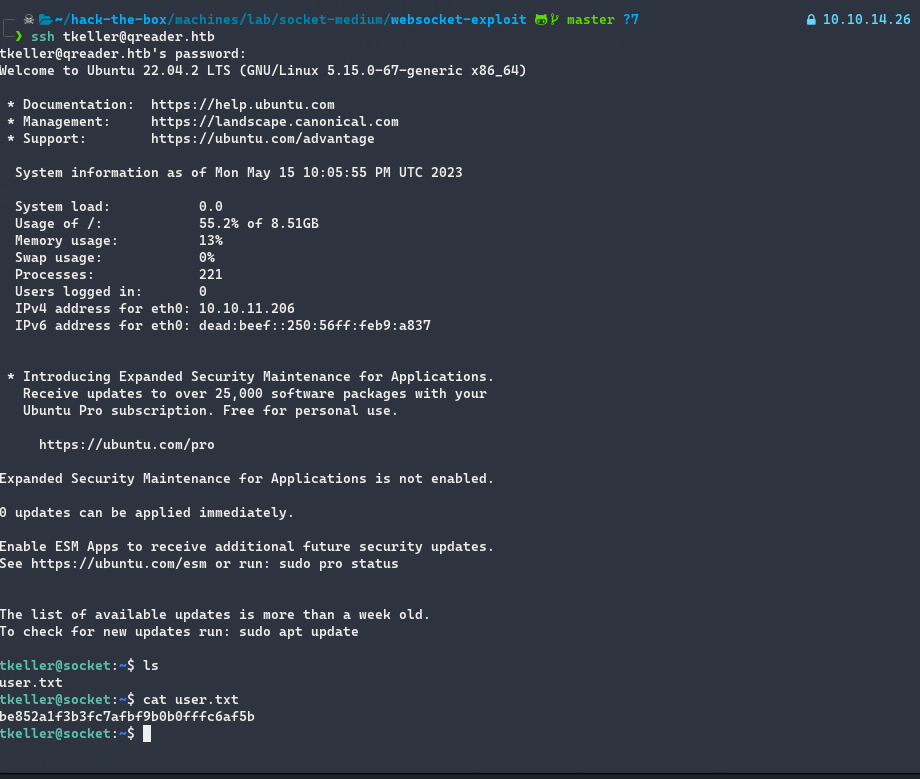 ~/hack-the-box/machines/lab/socket-medium/websocket-exploit master ?7 10.10.14.26
❯ ssh tkeller@qreader.htb
tkeller@qreader.htb's password:
Welcome to Ubuntu 22.04.2 LTS (GNU/Linux 5.15.0-67-generic x86_64)
* Documentation: https://help.ubuntu.com
* Management: https://landscape.canonical.com
* Support: https://ubuntu.com/advantage
System information as of Mon May 15 10:05:55 PM UTC 2023
System load: 0.0
Usage of /: 55.2% of 8.51GB
Memory usage: 13%
Swap usage: 0%
Processes: 221
Users logged in: 0
IPv4 address for eth0: 10.10.11.206
IPv6 address for eth0: dead:beef::250:56ff:feb9:a837
* Introducing Expanded Security Maintenance for Applications.
Receive updates to over 25,000 software packages with your
Ubuntu Pro subscription. Free for personal use.
https://ubuntu.com/pro
Expanded Security Maintenance for Applications is not enabled.
0 updates can be applied immediately.
Enable ESM Apps to receive additional future security updates.
See https://ubuntu.com/esm or run: sudo pro status
The list of available updates is more than a week old.
To check for new updates run: sudo apt update
tkeller@socket:~$ ls
user.txt
tkeller@socket:~$ cat user.txt
be852a1f3b3fc7afbf9b0b0fffc6af5b
tkeller@socket:~$